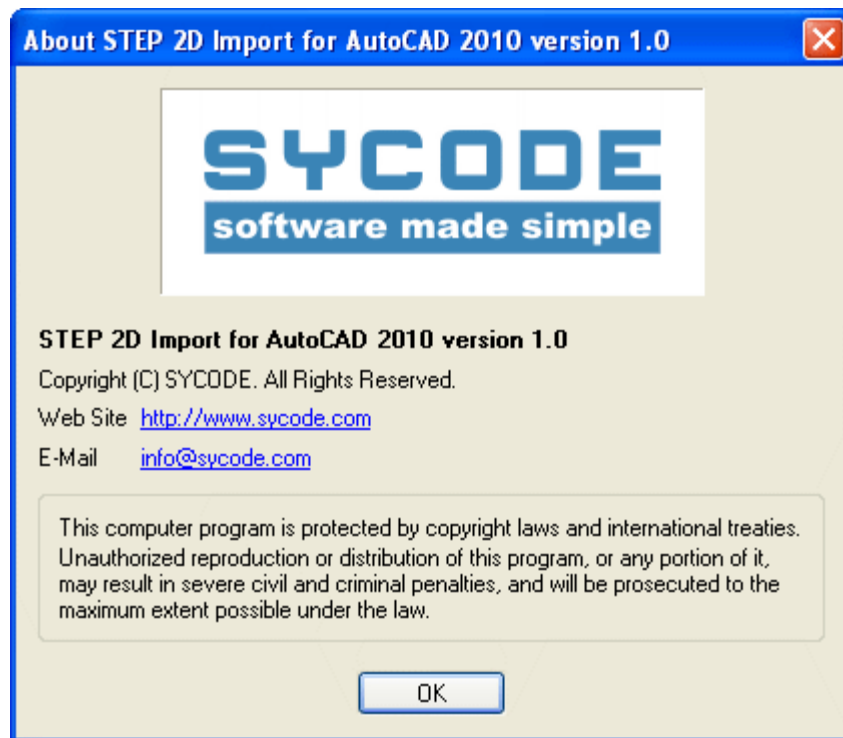 About STEP 2D Import for AutoCAD 2010 version 1.0
SYCODE
software made simple
STEP 2D Import for AutoCAD 2010 version 1.0
Copyright (C) SYCODE. All Rights Reserved.
Web Site http://www.sycode.com
E-Mail info@sycode.com
This computer program is protected by copyright laws and international treaties.
Unauthorized reproduction or distribution of this program, or any portion of it,
may result in severe civil and criminal penalties, and will be prosecuted to the
maximum extent possible under the law.
OK